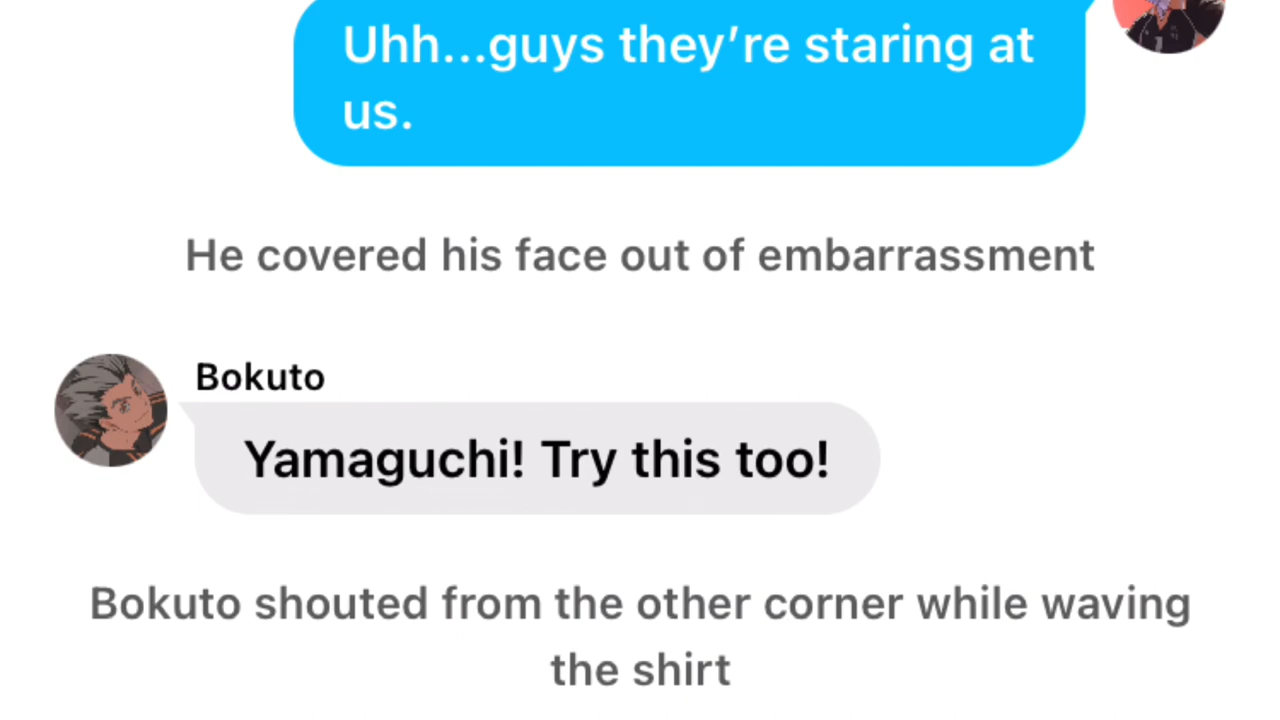 Uhh...guys they’re staring at
us.
He covered his face out of embarrassment
Bokuto
Yamaguchi! Try this too!
Bokuto shouted from the other corner while waving
the shirt